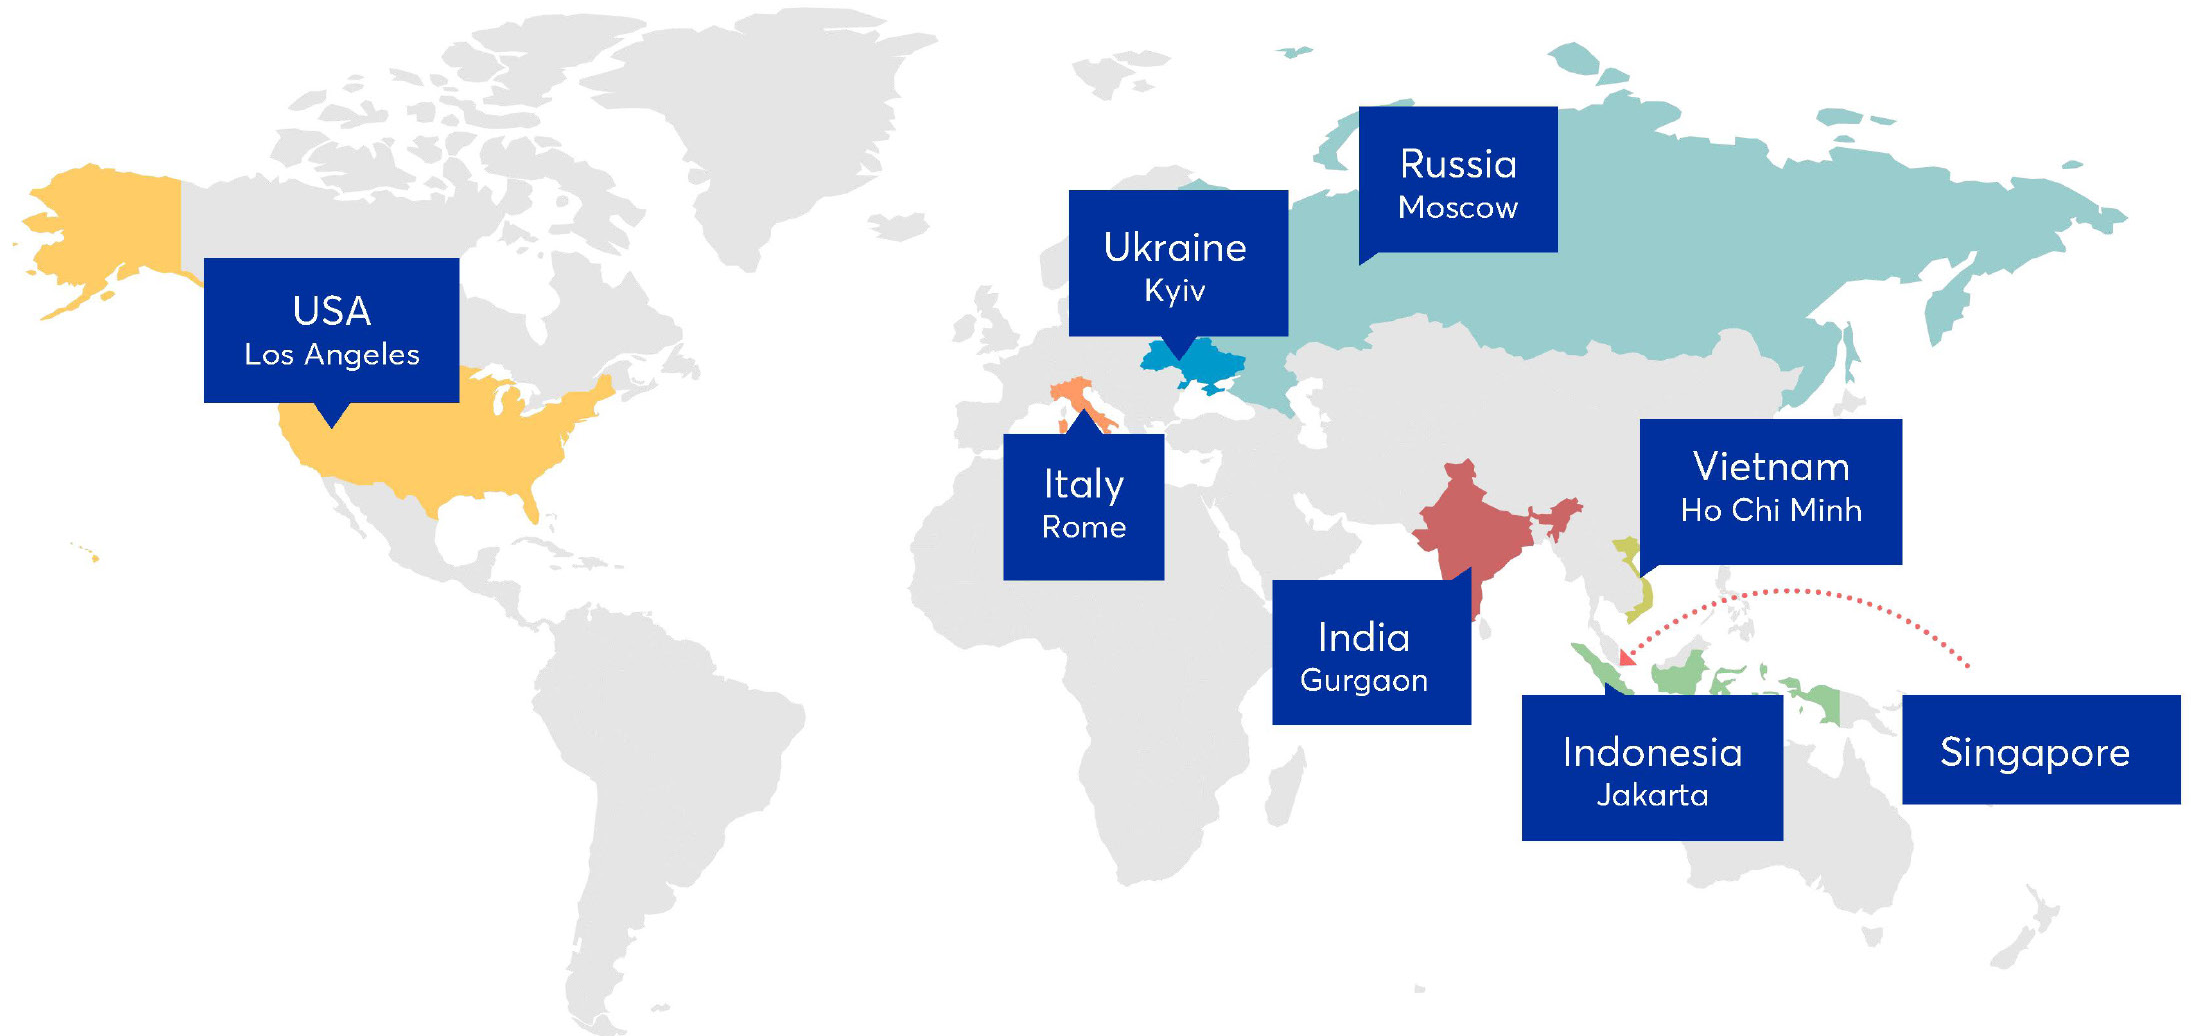 Russia
Moscow
Ukraine
Kyiv
USA
Los Angeles
Italy
Rome
Vietnam
Ho Chi Minh
India
Gurgaon
Indonesia
Jakarta
Singapore